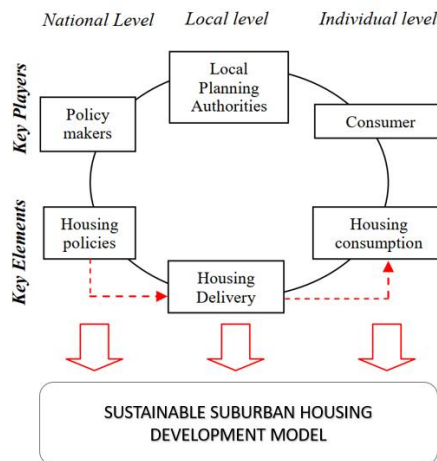 National Level
Local level
Individual level
Key Players
Policy
makers
Local
Planning
Authorities
Consumer
Key Elements
Housing
policies
Housing
Delivery
Housing
consumption
SUSTAINABLE SUBURBAN HOUSING
DEVELOPMENT MODEL